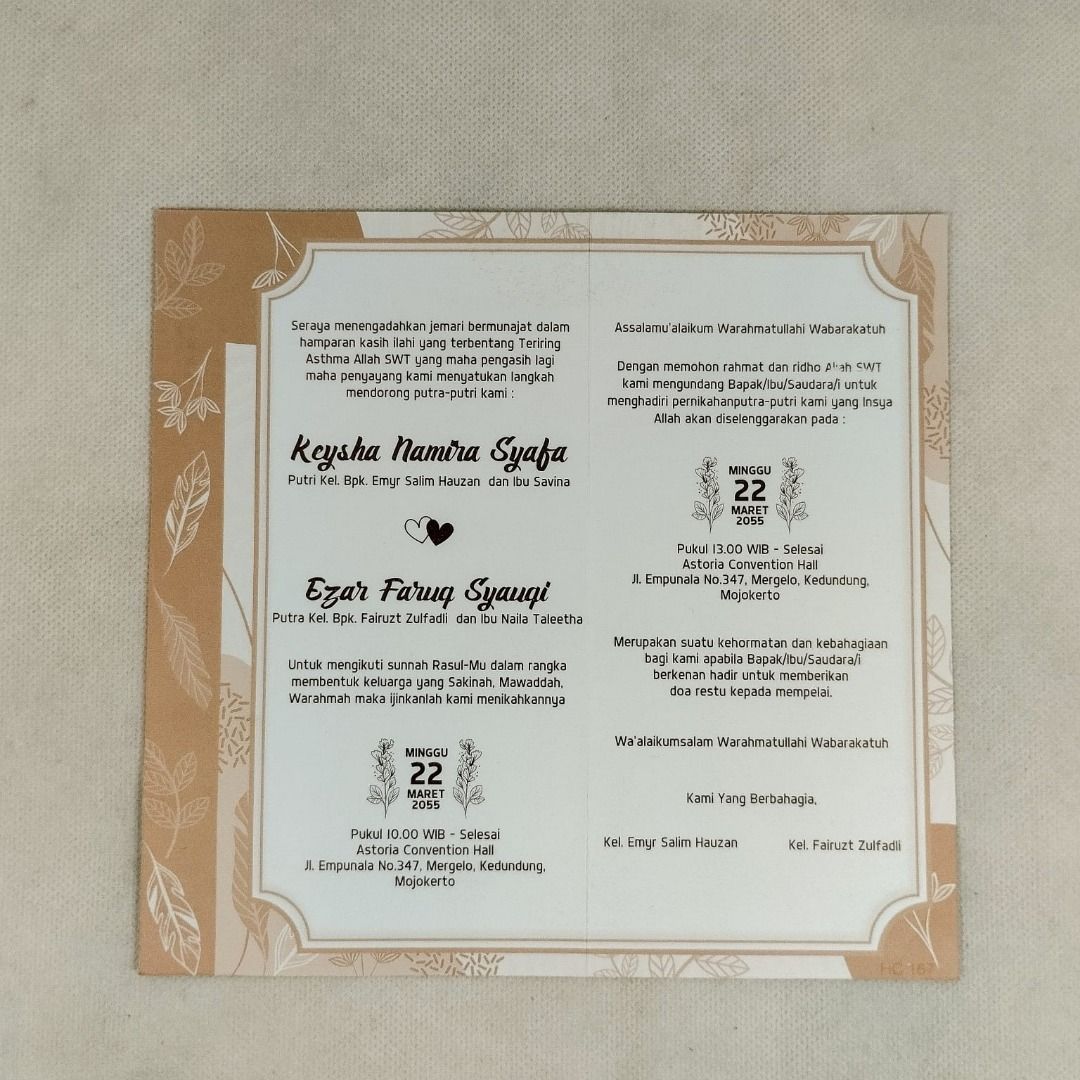 Seraya menengadahkan jemari bermunajat dalam
hamparan kasih ilahi yang terbentang Teriring
Asthma Allah SWT yang maha pengasih lagi
maha penyayang kami menyatukan langkah
mendorong putra-putri kami :
Keysha Namira Syafa
Putri Kel. Bpk. Emyr Salim Hauzan dan Ibu Savina
Ezar Faruq Syauqi
Putra Kel. Bpk. Fairuzt Zulfadli dan Ibu Naila Taleetha
Untuk mengikuti sunnah Rasul-Mu dalam rangka
membentuk keluarga yang Sakinah, Mawaddah,
Warahmah maka ijinkanlah kami menikahkannya
MINGGU
22
MARET
2055
Pukul 10.00 WIB - Selesai
Astoria Convention Hall
Jl. Empunala No.347, Mergelo, Kedundung,
Mojokerto
Assalamu'alaikum Warahmatullahi Wabarakatuh
Dengan memohon rahmat dan ridho Allah SWT
kami mengundang Bapak/Ibu/Saudara/i untuk
menghadiri pernikahanputra-putri kami yang Insya
Allah akan diselenggarakan pada :
MINGGU
22
MARET
2055
Pukul 13.00 WIB - Selesai
Astoria Convention Hall
Jl. Empunala No.347, Mergelo, Kedundung,
Mojokerto
Merupakan suatu kehormatan dan kebahagiaan
bagi kami apabila Bapak/Ibu/Saudara/i
berkenan hadir untuk memberikan
doa restu kepada mempelai.
Wa'alaikumsalam Warahmatullahi Wabarakatuh
Kami Yang Berbahagia,
Kel. Emyr Salim Hauzan
Kel. Fairuzt Zulfadli
HC 167